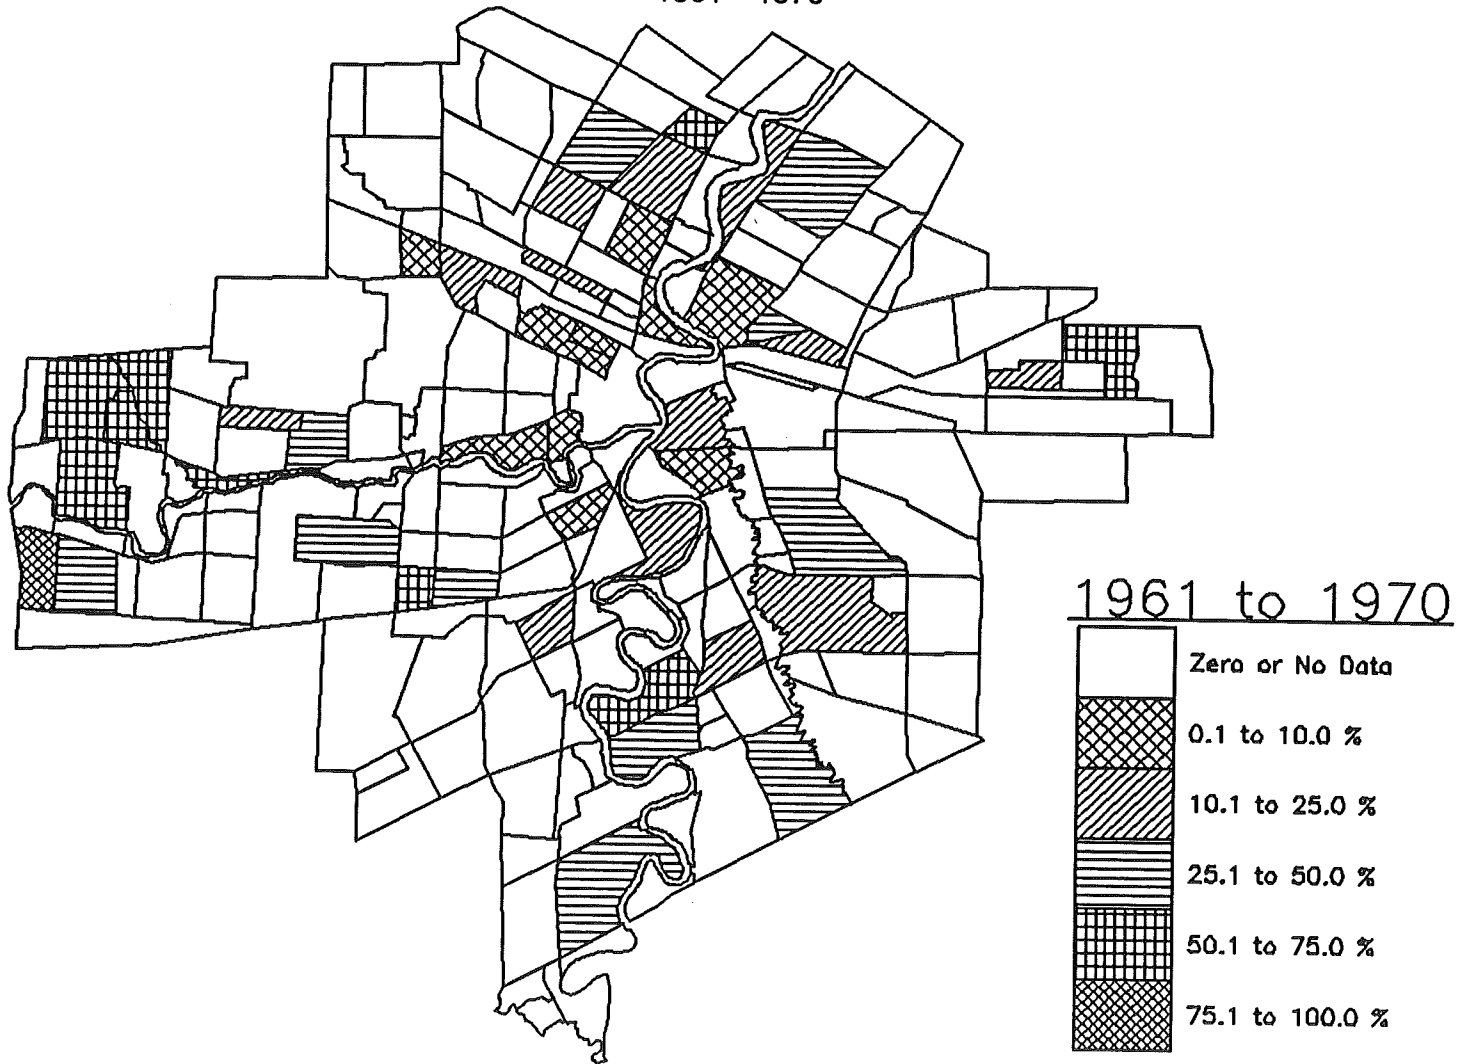 1961 to 1970
Zero or No Data
0.1 to 10.0 %
10.1 to 25.0 %
25.1 to 50.0 %
50.1 to 75.0 %
75.1 to 100.0 %